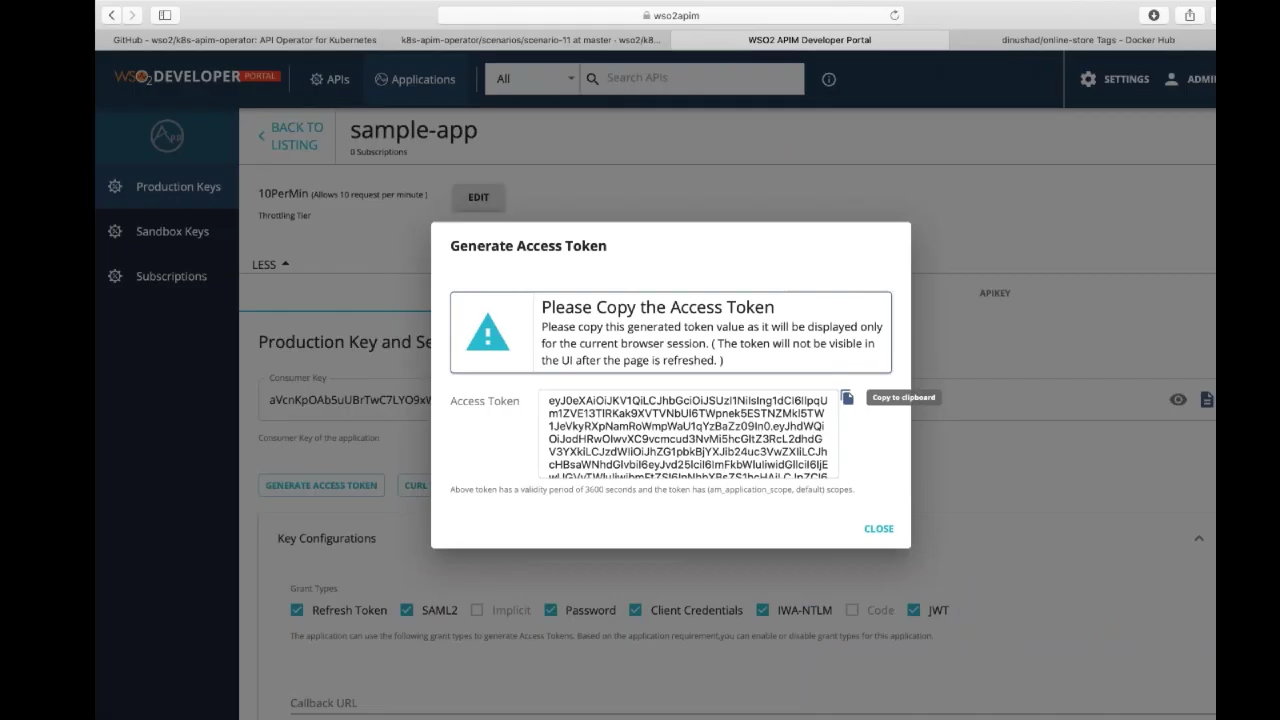 wso2apim
GitHub - wso2/k8s-apim-operator: API Operator for Kubernetes
k8s-apim-operator/scenarios/scenario-11 at master · wso2/k8...
WSO2 APIM Developer Portal
dinushad/online-store Tags - Docker Hub
WSO2 DEVELOPER PORTAL
APIs
Applications
All
Search APIs
SETTINGS
ADMI
App
BACK TO
LISTING
sample-app
0 Subscriptions
Production Keys
Sandbox Keys
Subscriptions
10PerMin (Allows 10 request per minute )
EDIT
Throttling Tier
LESS
APIKEY
Generate Access Token
Please Copy the Access Token
Please copy this generated token value as it will be displayed only
for the current browser session. ( The token will not be visible in
the UI after the page is refreshed. )
Production Key and Se
Consumer Key
Consumer Key of the application
Access Token
Copy to clipboard
Above token has a validity period of 3600 seconds and the token has (am_application_scope, default) scopes.
GENERATE ACCESS TOKEN
CURL
CLOSE
Key Configurations
Grant Types
Refresh Token
SAML2
Implicit
Password
Client Credentials
IWA-NTLM
Code
JWT
The application can use the following grant types to generate Access Tokens. Based on the application requirement,you can enable or disable grant types for this application.
Callback URL